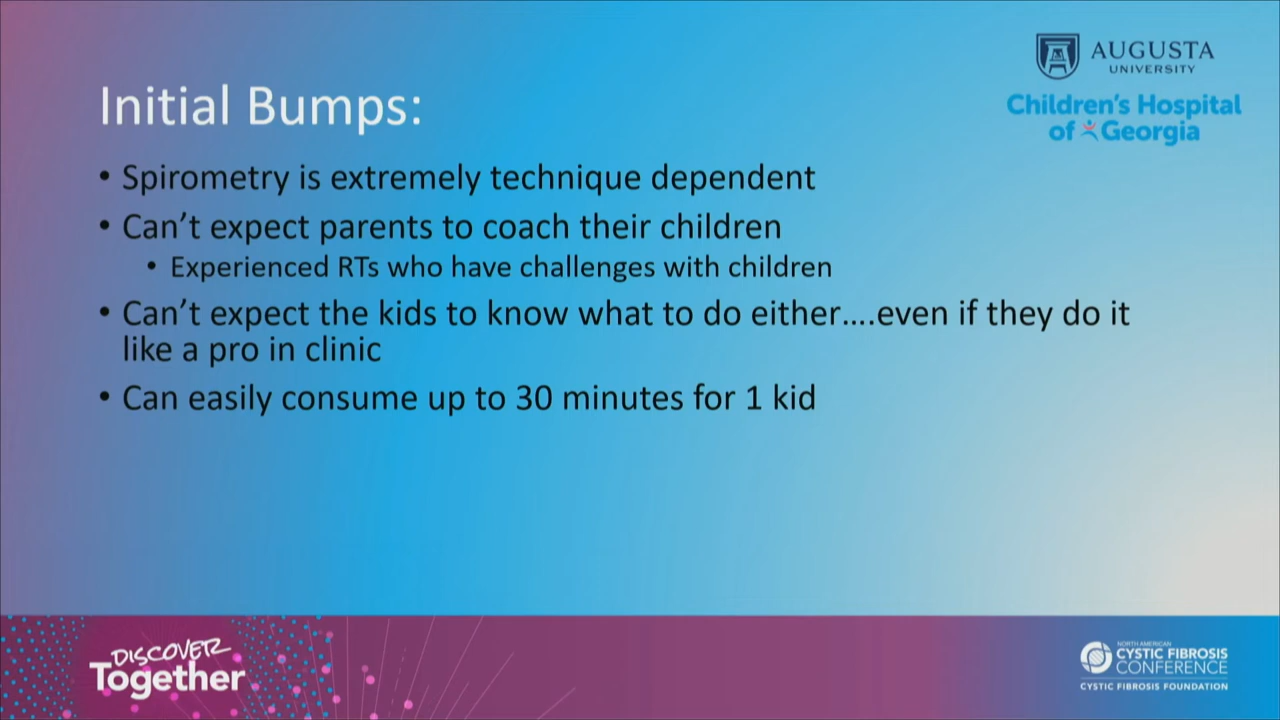 AUGUSTA
UNIVERSITY
Children's Hospital
of Georgia
Initial Bumps:
• Spirometry is extremely technique dependent
• Can't expect parents to coach their children
• Experienced RTs who have challenges with children
• Can't expect the kids to know what to do either....even if they do it
like a pro in clinic
• Can easily consume up to 30 minutes for 1 kid
DISCOVER
Together
NORTH AMERICAN
CYSTIC FIBROSIS
CONFERENCE
CYSTIC FIBROSIS FOUNDATION